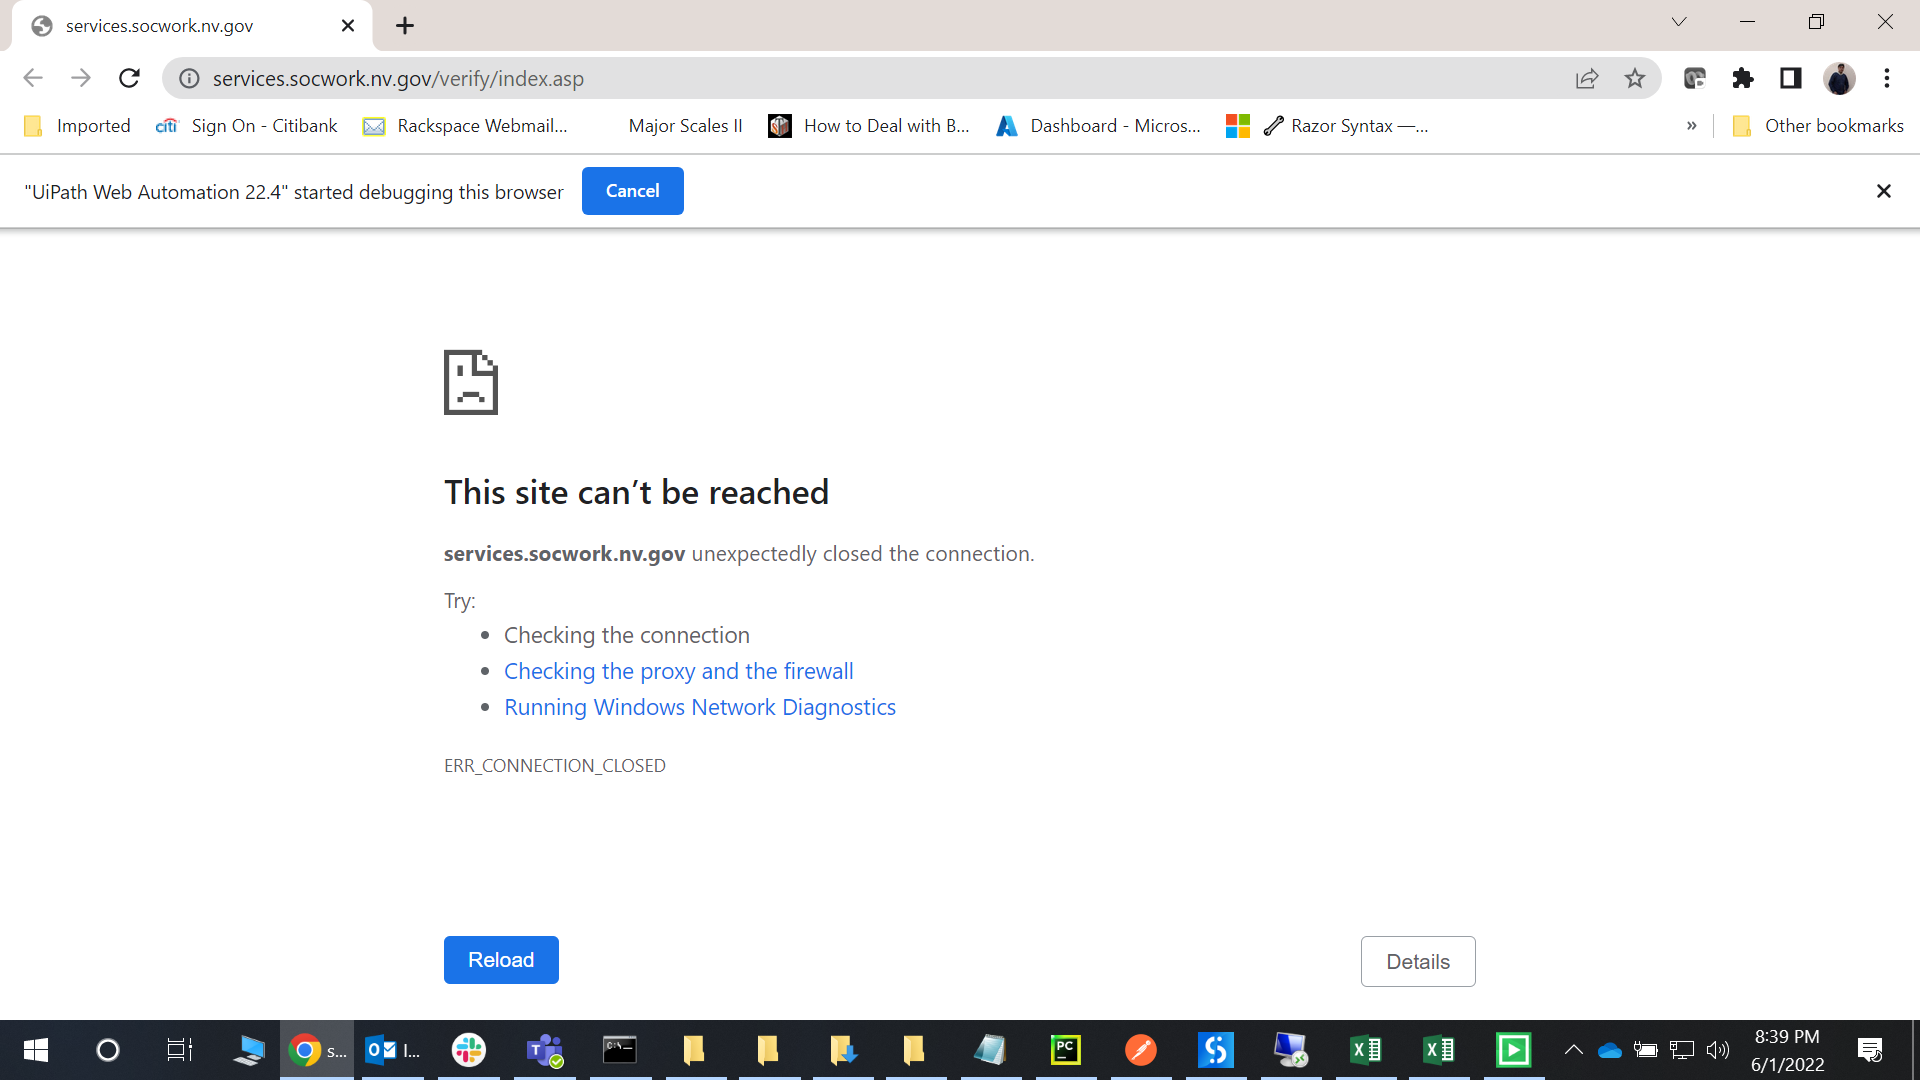 services.socwork.nv.gov
services.socwork.nv.gov/verify/index.asp
Imported
citi
Sign On - Citibank
Rackspace Webmail...
Major Scales II
How to Deal with B...
Dashboard - Micros...
Razor Syntax —...
»
Other bookmarks
"UiPath Web Automation 22.4" started debugging this browser
Cancel
This site can’t be reached
services.socwork.nv.gov unexpectedly closed the connection.
Try:
• Checking the connection
• Checking the proxy and the firewall
• Running Windows Network Diagnostics
ERR_CONNECTION_CLOSED
Reload
Details
s...
I...
PC
8:39 PM
6/1/2022